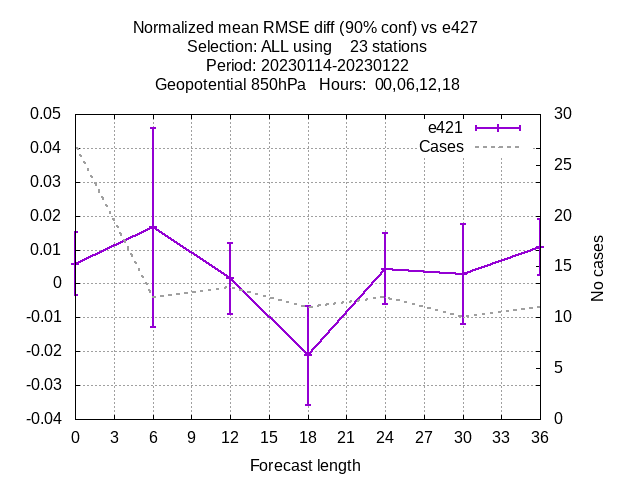 Normalized mean RMSE diff (90% conf) vs e427
Selection: ALL using    23 stations
Period: 20230114-20230122
Geopotential 850hPa   Hours:  00,06,12,18
e421
Cases
0.05
0.04
0.03
0.02
0.01
0
-0.01
-0.02
-0.03
-0.04
30
25
20
15
10
5
0
No cases
0 3 6 9 12 15 18 21 24 27 30 33 36
Forecast length